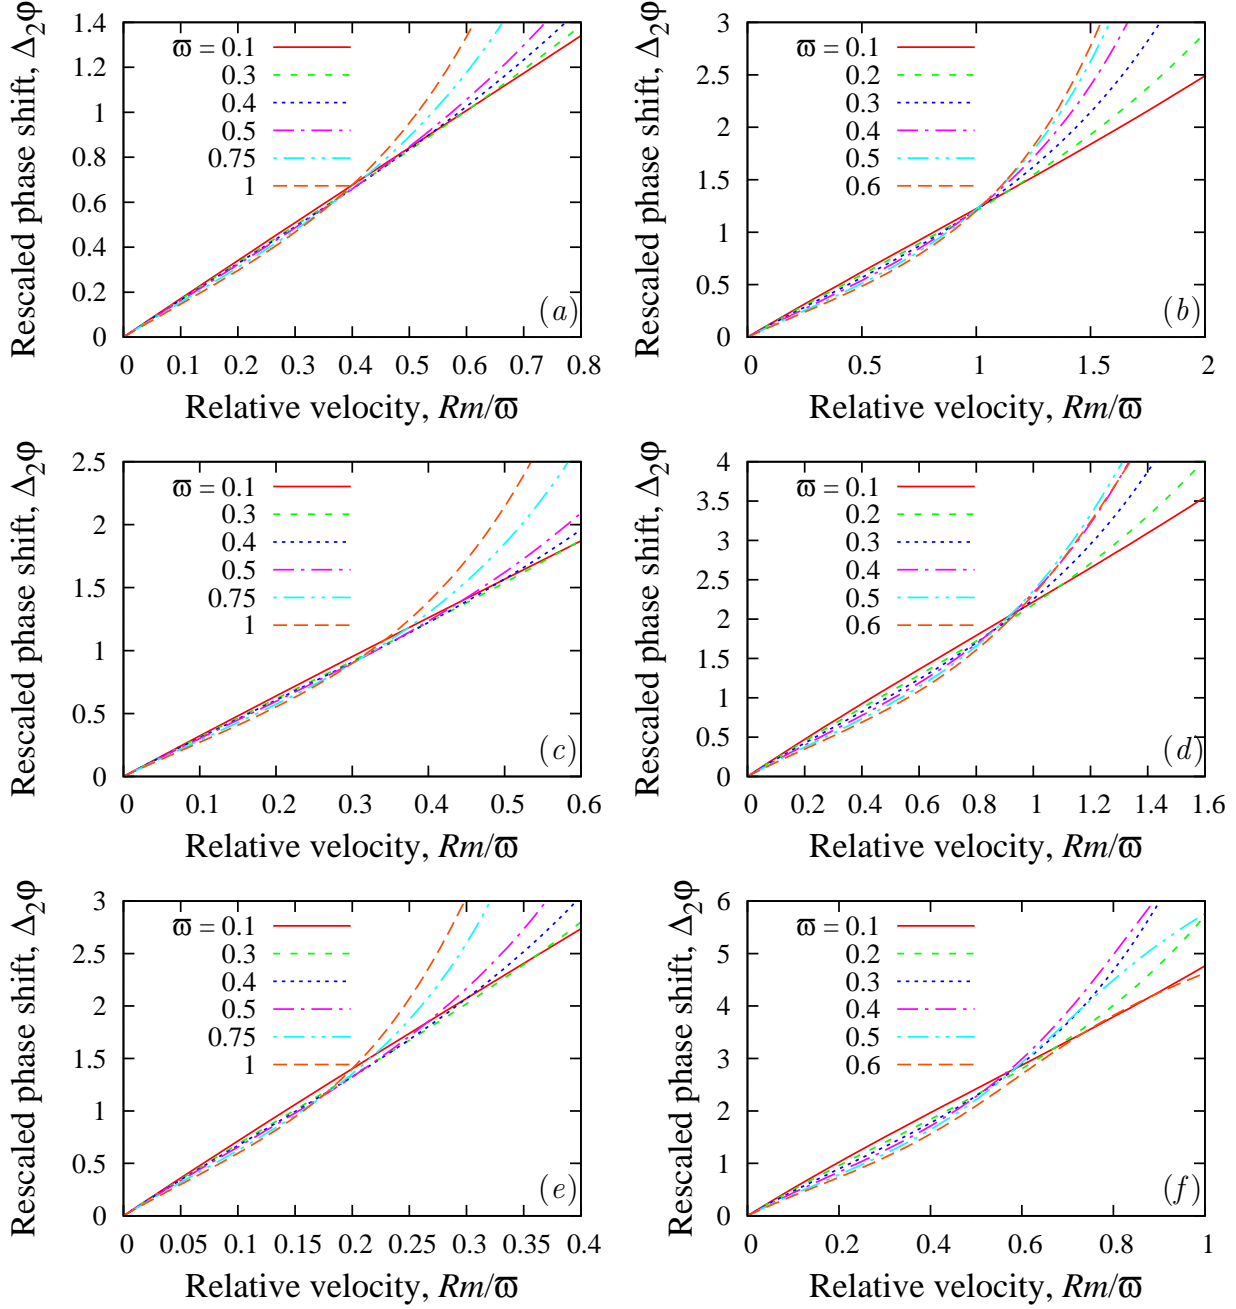 Rescaled phase shift, Δ₂φ
1.4
1.2
1
0.8
0.6
0.4
0.2
0
ϖ = 0.1
0.3
0.4
0.5
0.75
1
(a)
0 0.1 0.2 0.3 0.4 0.5 0.6 0.7 0.8
Relative velocity, Rm/ϖ
Rescaled phase shift, Δ₂φ
3
2.5
2
1.5
1
0.5
0
ϖ = 0.1
0.2
0.3
0.4
0.5
0.6
(b)
0 0.5 1 1.5 2
Relative velocity, Rm/ϖ
Rescaled phase shift, Δ₂φ
2.5
2
1.5
1
0.5
0
ϖ = 0.1
0.3
0.4
0.5
0.75
1
(c)
0 0.1 0.2 0.3 0.4 0.5 0.6
Relative velocity, Rm/ϖ
Rescaled phase shift, Δ₂φ
4
3.5
3
2.5
2
1.5
1
0.5
0
ϖ = 0.1
0.2
0.3
0.4
0.5
0.6
(d)
0 0.2 0.4 0.6 0.8 1 1.2 1.4 1.6
Relative velocity, Rm/ϖ
Rescaled phase shift, Δ₂φ
3
2.5
2
1.5
1
0.5
0
ϖ = 0.1
0.3
0.4
0.5
0.75
1
(e)
0 0.05 0.1 0.15 0.2 0.25 0.3 0.35 0.4
Relative velocity, Rm/ϖ
Rescaled phase shift, Δ₂φ
6
5
4
3
2
1
0
ϖ = 0.1
0.2
0.3
0.4
0.5
0.6
(f)
0 0.2 0.4 0.6 0.8 1
Relative velocity, Rm/ϖ